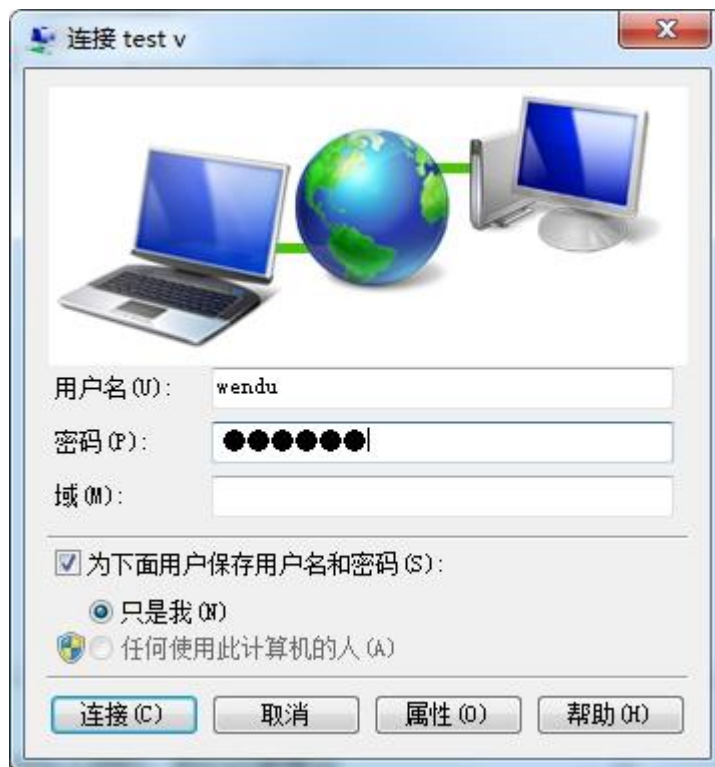 连接 test v
用户名(U): wendu
密码(P): ●●●●●●
域(M):
为下面用户保存用户名和密码(S):
只是我(N)
任何使用此计算机的人(A)
连接(C) 取消 属性(O) 帮助(H)